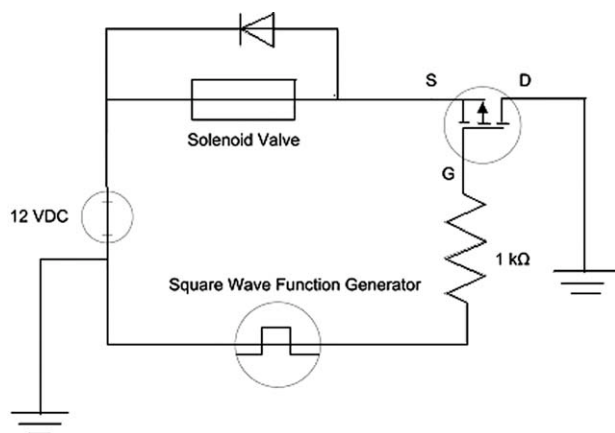 S
D
Solenoid Valve
G
12 VDC
1 kΩ
Square Wave Function Generator